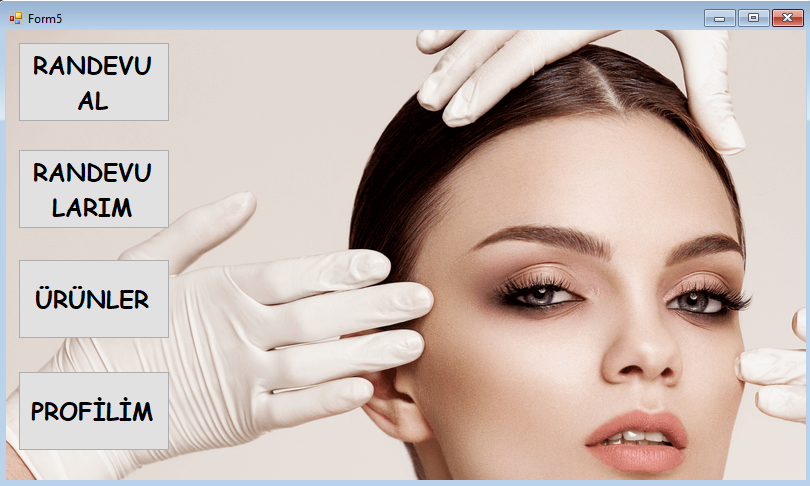 Form5
RANDEVU
AL
RANDEVU
LARIM
ÜRÜNLER
PROFİLİM